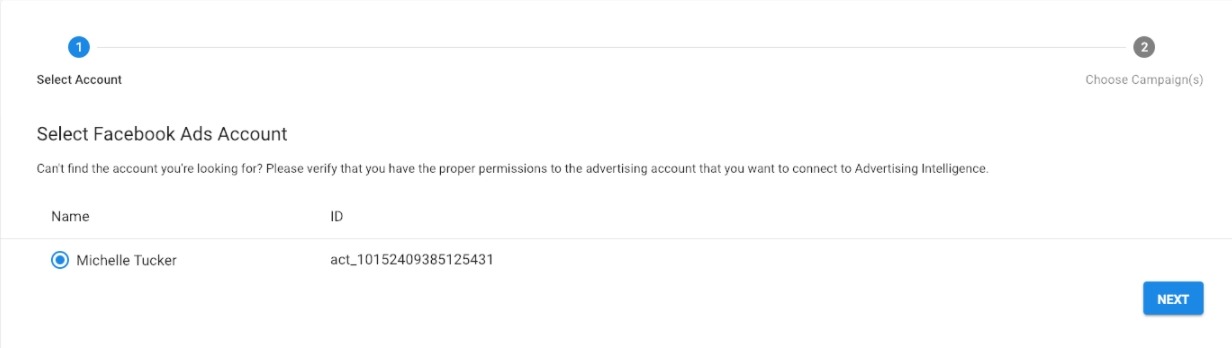 1
2
Select Account
Choose Campaign(s)
Select Facebook Ads Account
Can't find the account you're looking for? Please verify that you have the proper permissions to the advertising account that you want to connect to Advertising Intelligence.
Name ID
Michelle Tucker act_10152409385125431
NEXT